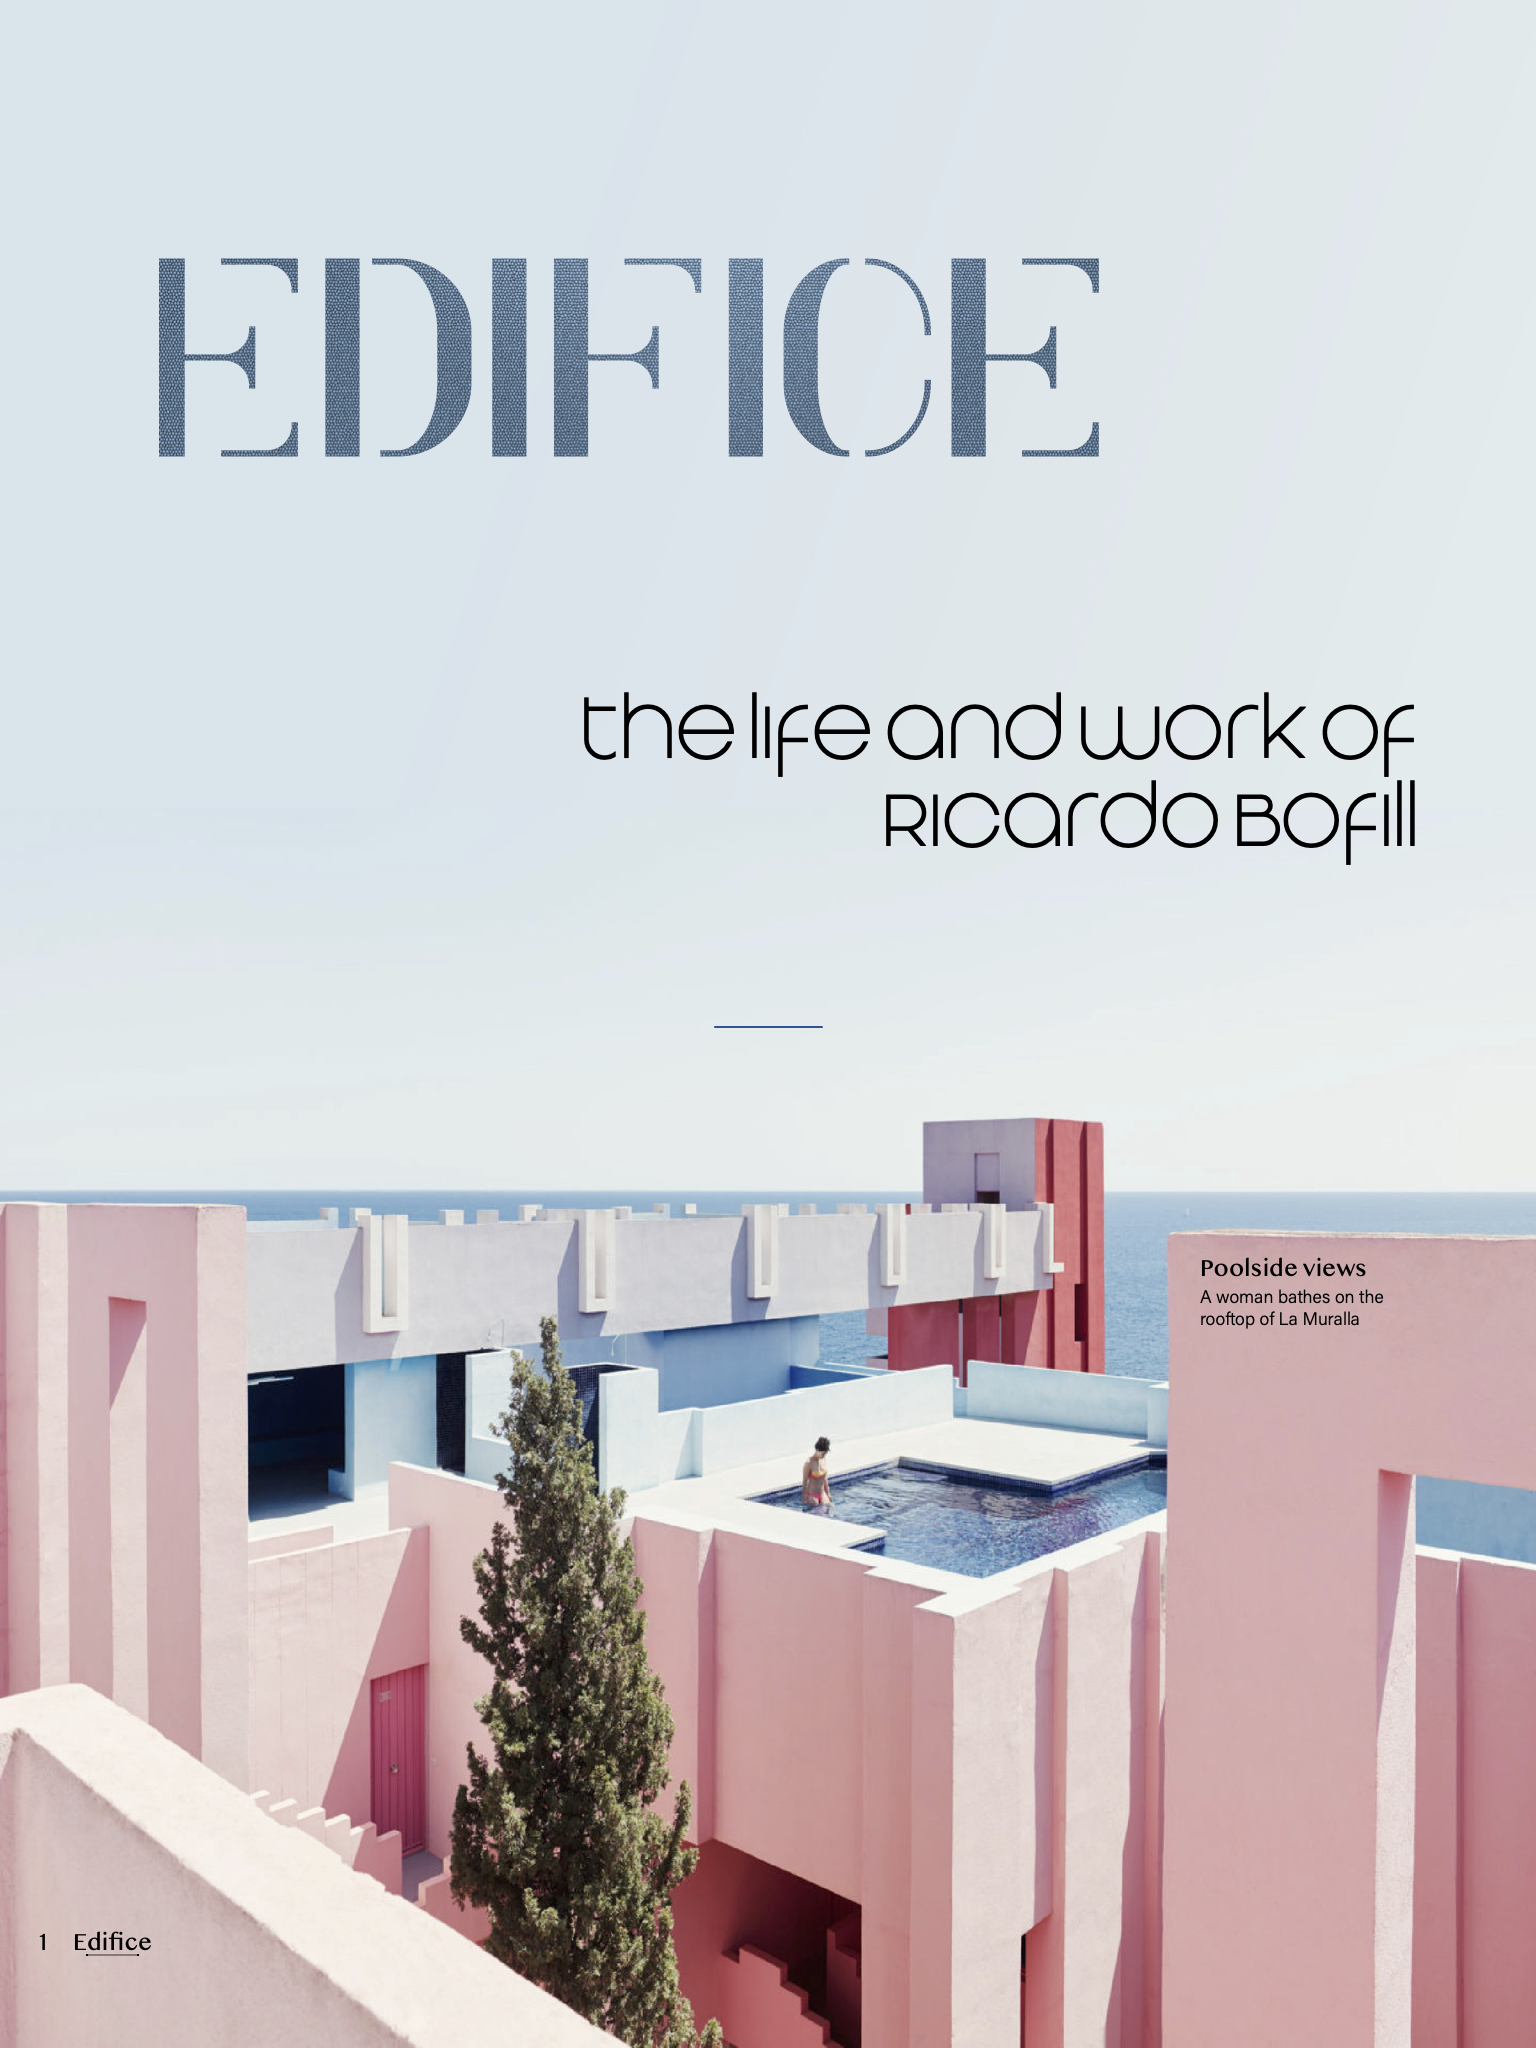 EDIFICE
the life and work of
Ricardo Bofill
Poolside views
A woman bathes on the
rooftop of La Muralla
1 Edifice